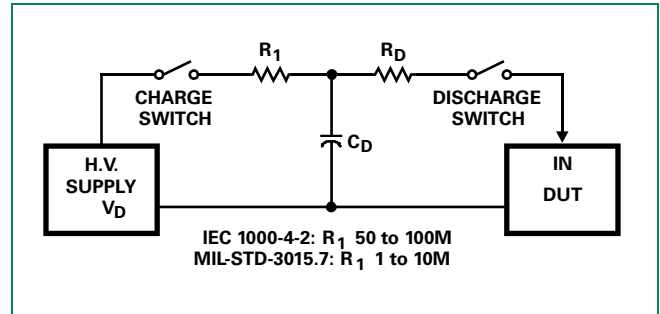 R1
RD
CHARGE
SWITCH
DISCHARGE
SWITCH
CD
H.V.
SUPPLY
VD
IN
DUT
IEC 1000-4-2: R1 50 to 100M
MIL-STD-3015.7: R1 1 to 10M